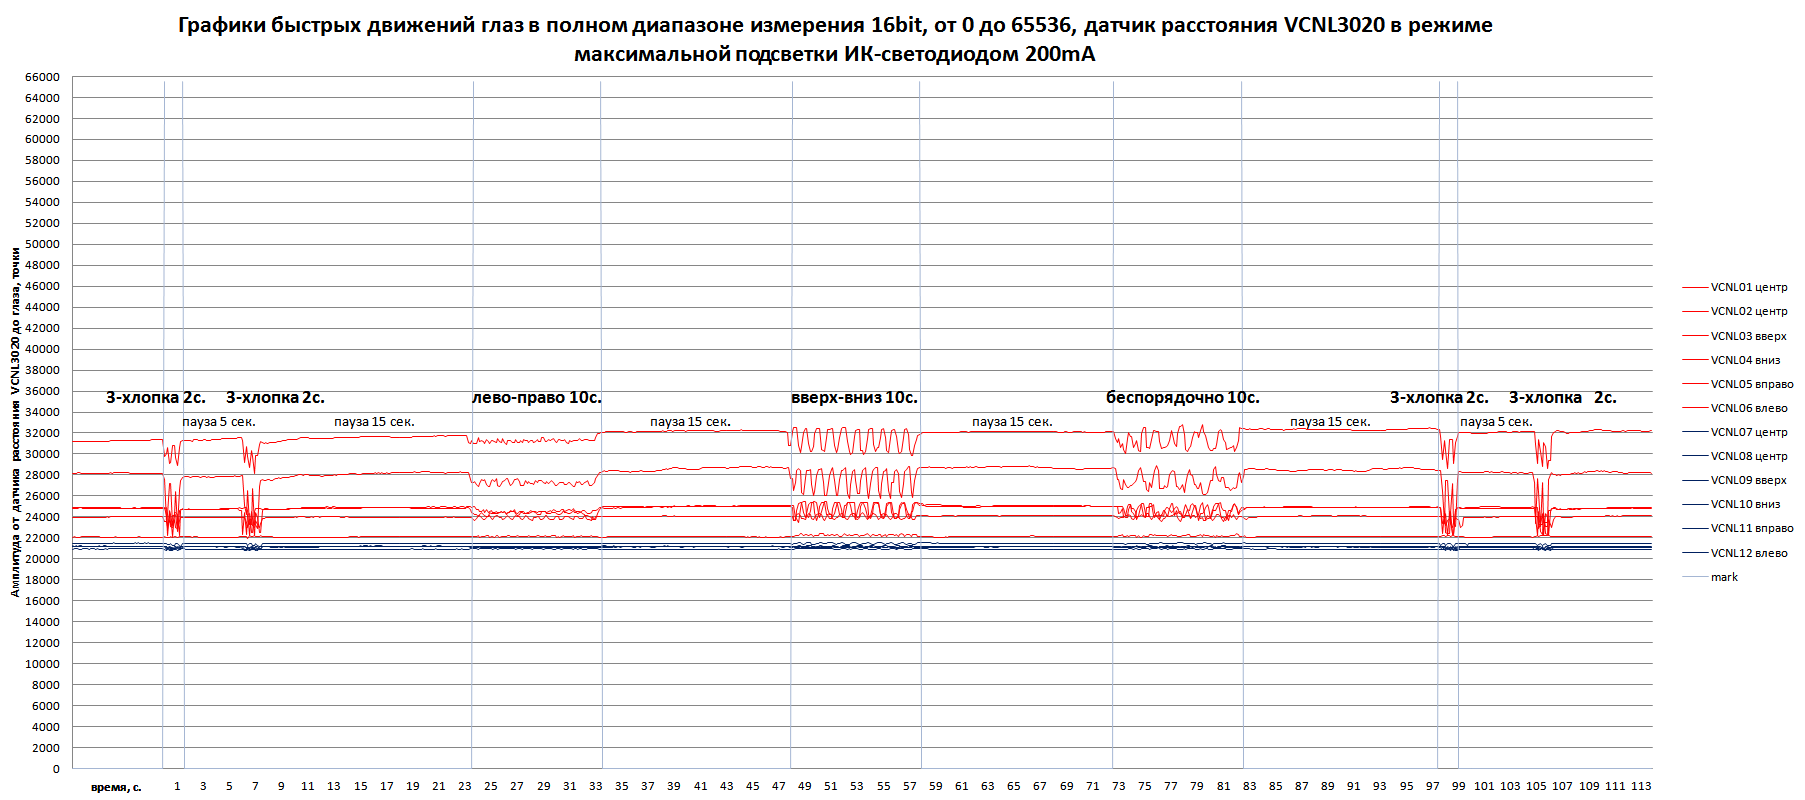 Графики быстрых движений глаз в полном диапазоне измерения 16bit, от 0 до 65536, датчик расстояния VCNL3020 в режиме
максимальной подсветки ИК-светодиодом 200mA
66000
64000
62000
60000
58000
56000
54000
52000
50000
48000
46000
44000
42000
40000
38000
36000
34000
32000
30000
28000
26000
24000
22000
20000
18000
16000
14000
12000
10000
8000
6000
4000
2000
0
Амплитуда от датчика расстояния VCNL3020 до глаза, точки
3-хлопка 2с. 3-хлопка 2с. лево-право 10с. вверх-вниз 10с. беспорядочно 10с. 3-хлопка 2с. 3-хлопка 2с.
пауза 5 сек. пауза 15 сек. пауза 15 сек. пауза 15 сек. пауза 15 сек. пауза 5 сек.
VCNL01 центр
VCNL02 центр
VCNL03 вверх
VCNL04 вниз
VCNL05 вправо
VCNL06 влево
VCNL07 центр
VCNL08 центр
VCNL09 вверх
VCNL10 вниз
VCNL11 вправо
VCNL12 влево
mark
время, с. 1 3 5 7 9 11 13 15 17 19 21 23 25 27 29 31 33 35 37 39 41 43 45 47 49 51 53 55 57 59 61 63 65 67 69 71 73 75 77 79 81 83 85 87 89 91 93 95 97 99 101 103 105 107 109 111 113